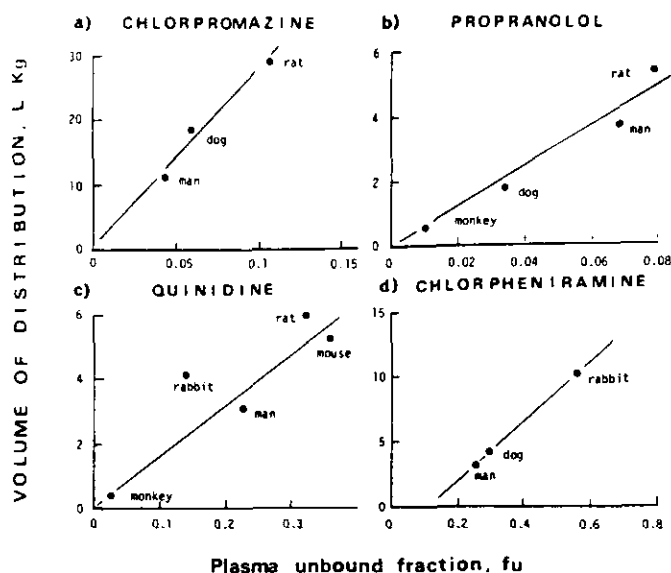 VOLUME OF DISTRIBUTION, L Kg
a) CHLORPROMAZINE
30
20
10
0
rat
dog
man
0 0.05 0.1 0.15
b) PROPRANOLOL
6
4
2
0
rat
man
dog
monkey
0 0.02 0.04 0.06 0.08
c) QUINIDINE
6
4
2
0
rat
mouse
rabbit
man
monkey
0 0.1 0.2 0.3
d) CHLORPHENIRAMINE
15
10
5
0
rabbit
dog
man
0 0.2 0.4 0.6 0.8
Plasma unbound fraction, fu